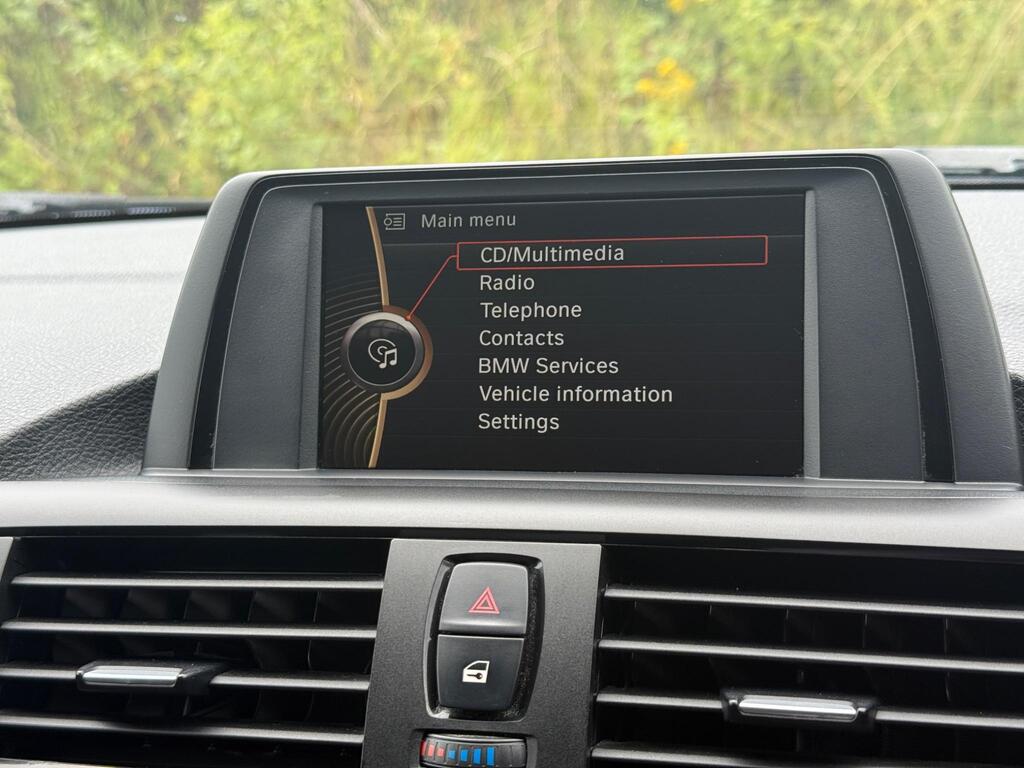 Main menu
CD/Multimedia
Radio
Telephone
Contacts
BMW Services
Vehicle information
Settings